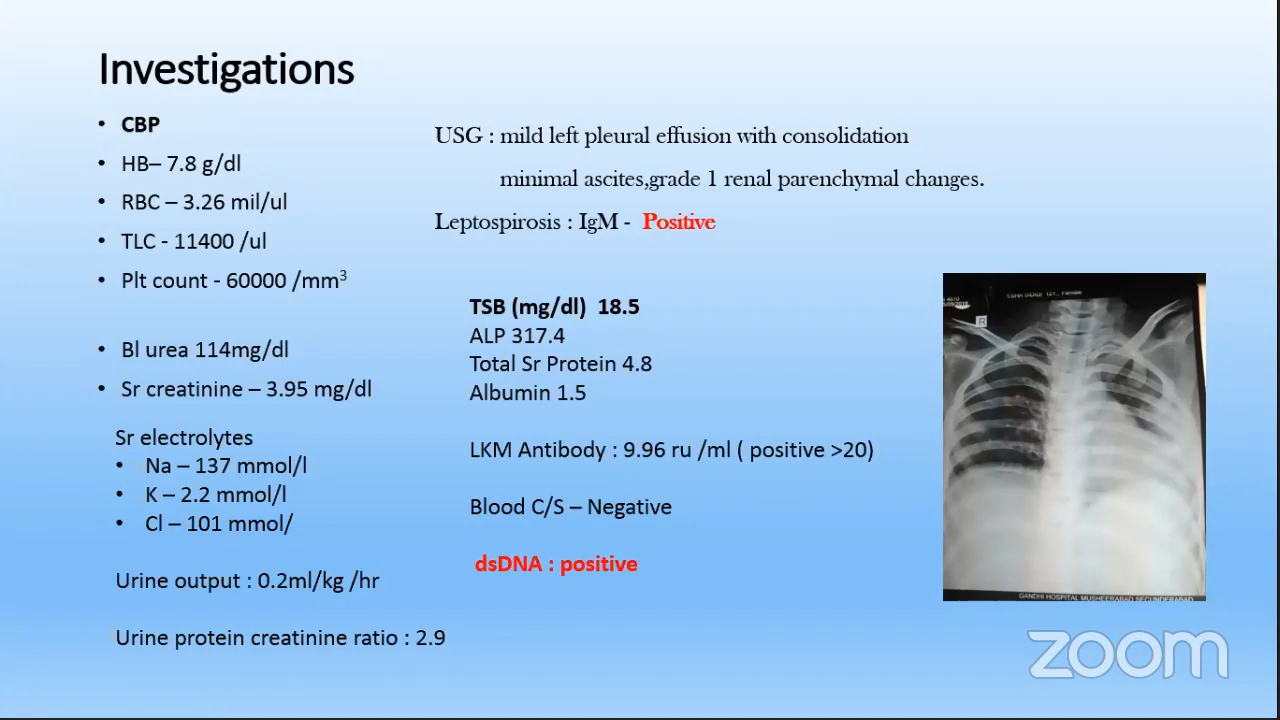 Investigations
• CBP
• HB– 7.8 g/dl
• RBC – 3.26 mil/ul
• TLC - 11400 /ul
• Plt count - 60000 /mm³
• Bl urea 114mg/dl
• Sr creatinine – 3.95 mg/dl
Sr electrolytes
• Na – 137 mmol/l
• K – 2.2 mmol/l
• Cl – 101 mmol/
Urine output : 0.2ml/kg /hr
Urine protein creatinine ratio : 2.9
USG : mild left pleural effusion with consolidation
minimal ascites,grade 1 renal parenchymal changes.
Leptospirosis : IgM - Positive
TSB (mg/dl) 18.5
ALP 317.4
Total Sr Protein 4.8
Albumin 1.5
LKM Antibody : 9.96 ru /ml ( positive >20)
Blood C/S – Negative
dsDNA : positive
12Y., Female
R
GANDHI HOSPITAL MUSHEERABAD SECUNDERABAD
zoom